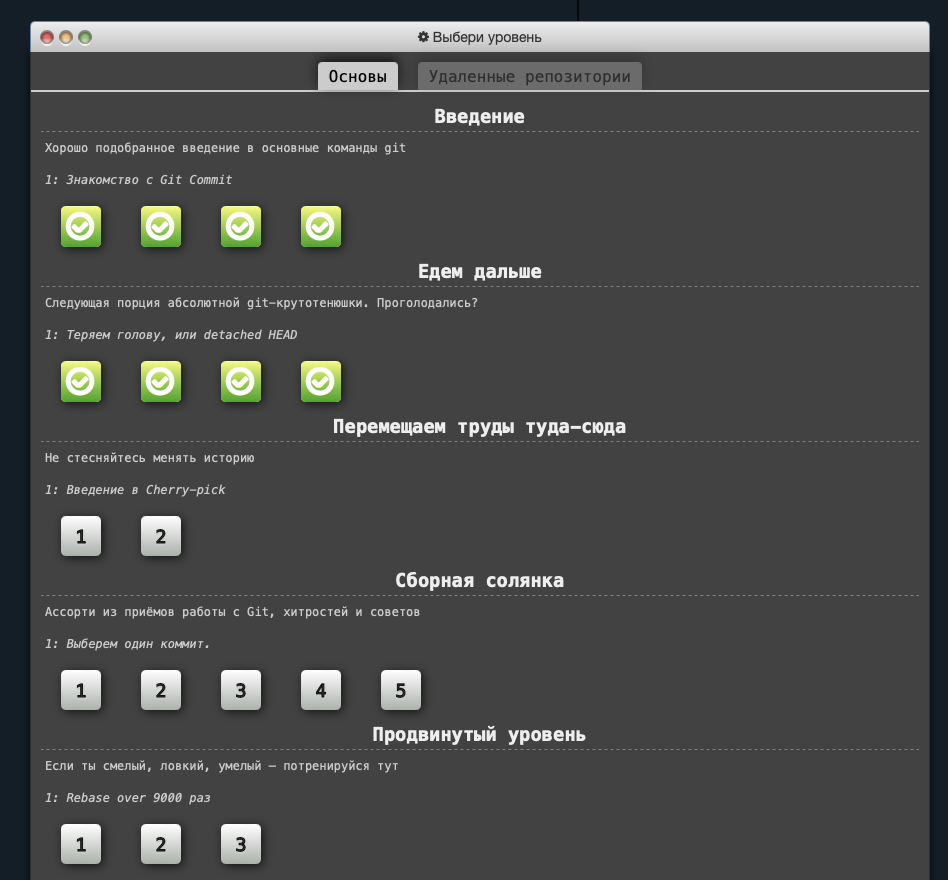 Выбери уровень
Основы
Удаленные репозитории
Введение
Хорошо подобранное введение в основные команды git
1: Знакомство с Git Commit
Едем дальше
Следующая порция абсолютной git-крутотенюшки. Проголодались?
1: Теряем голову, или detached HEAD
Перемещаем труды туда-сюда
Не стесняйтесь менять историю
1: Введение в Cherry-pick
1 2
Сборная солянка
Ассорти из приёмов работы с Git, хитростей и советов
1: Выберем один коммит.
1 2 3 4 5
Продвинутый уровень
Если ты смелый, ловкий, умелый — потренируйся тут
1: Rebase over 9000 раз
1 2 3